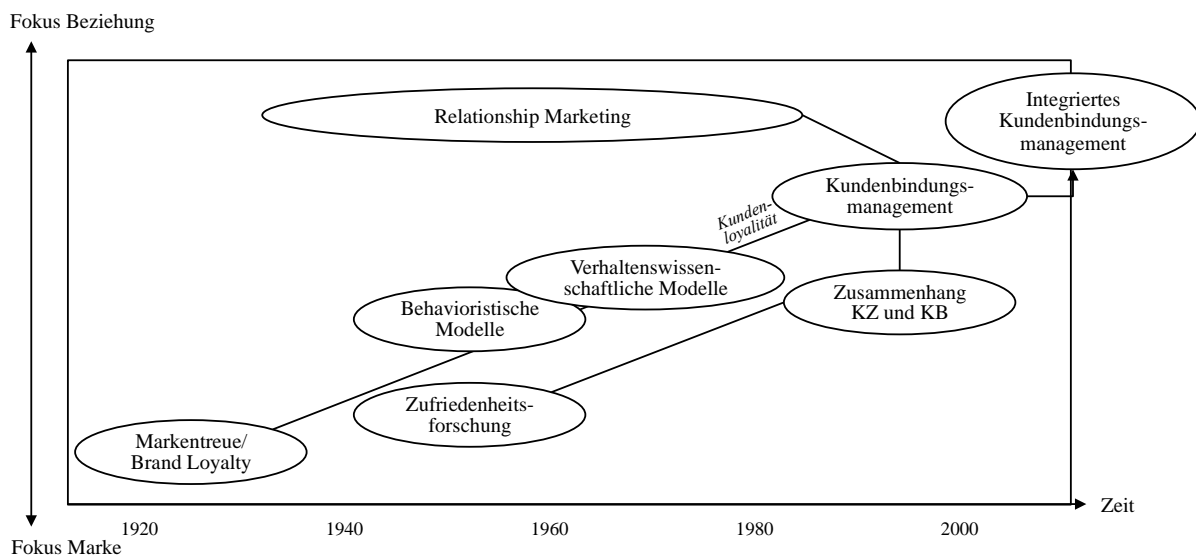 Fokus Beziehung
Relationship Marketing
Integriertes
Kundenbindungs-
management
Kundenbindungs-
management
Kunden-
loyalität
Verhaltenswissen-
schaftliche Modelle
Zusammenhang
KZ und KB
Behavioristische
Modelle
Zufriedenheits-
forschung
Markentreue/
Brand Loyalty
Zeit
1920 1940 1960 1980 2000
Fokus Marke